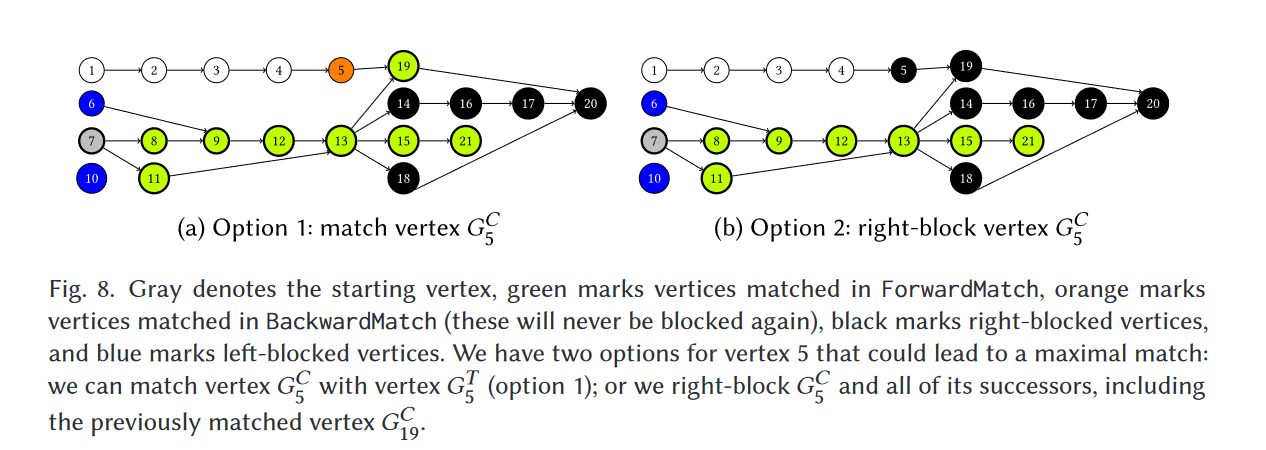 1 2 3 4 5 19
6 14 16 17 20
7 8 9 12 13 15 21
10 11 18
1 2 3 4 5 19
6 14 16 17 20
7 8 9 12 13 15 21
10 11 18
(a) Option 1: match vertex G_5^C
(b) Option 2: right-block vertex G_5^C
Fig. 8. Gray denotes the starting vertex, green marks vertices matched in ForwardMatch, orange marks
vertices matched in BackwardMatch (these will never be blocked again), black marks right-blocked vertices,
and blue marks left-blocked vertices. We have two options for vertex 5 that could lead to a maximal match:
we can match vertex G_5^C with vertex G_5^T (option 1); or we right-block G_5^C and all of its successors, including
the previously matched vertex G_19^C.